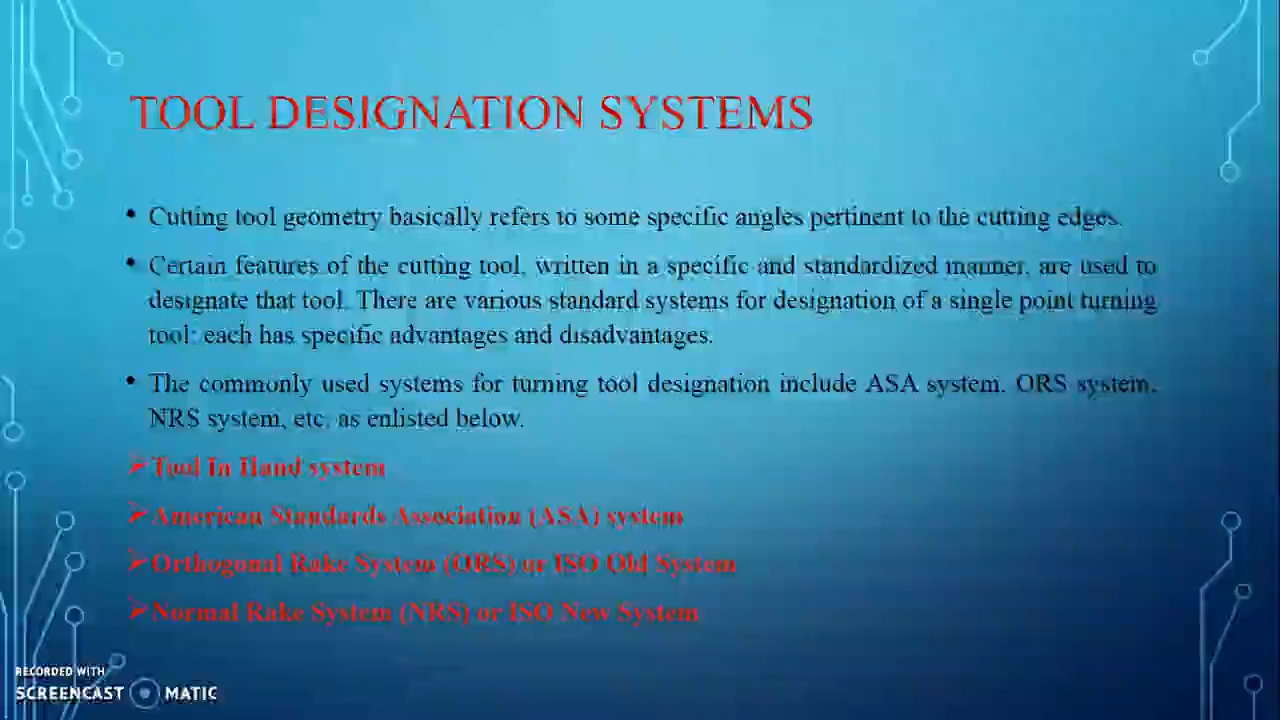 TOOL DESIGNATION SYSTEMS
• Cutting tool geometry basically refers to some specific angles pertinent to the cutting edges.
• Certain features of the cutting tool, written in a specific and standardized manner, are used to
designate that tool. There are various standard systems for designation of a single point turning
tool; each has specific advantages and disadvantages.
• The commonly used systems for turning tool designation include ASA system, ORS system,
NRS system, etc. as enlisted below.
➢Tool In Hand system
➢American Standards Association (ASA) system
➢Orthogonal Rake System (ORS) or ISO Old System
➢Normal Rake System (NRS) or ISO New System
RECORDED WITH
SCREENCAST MATIC